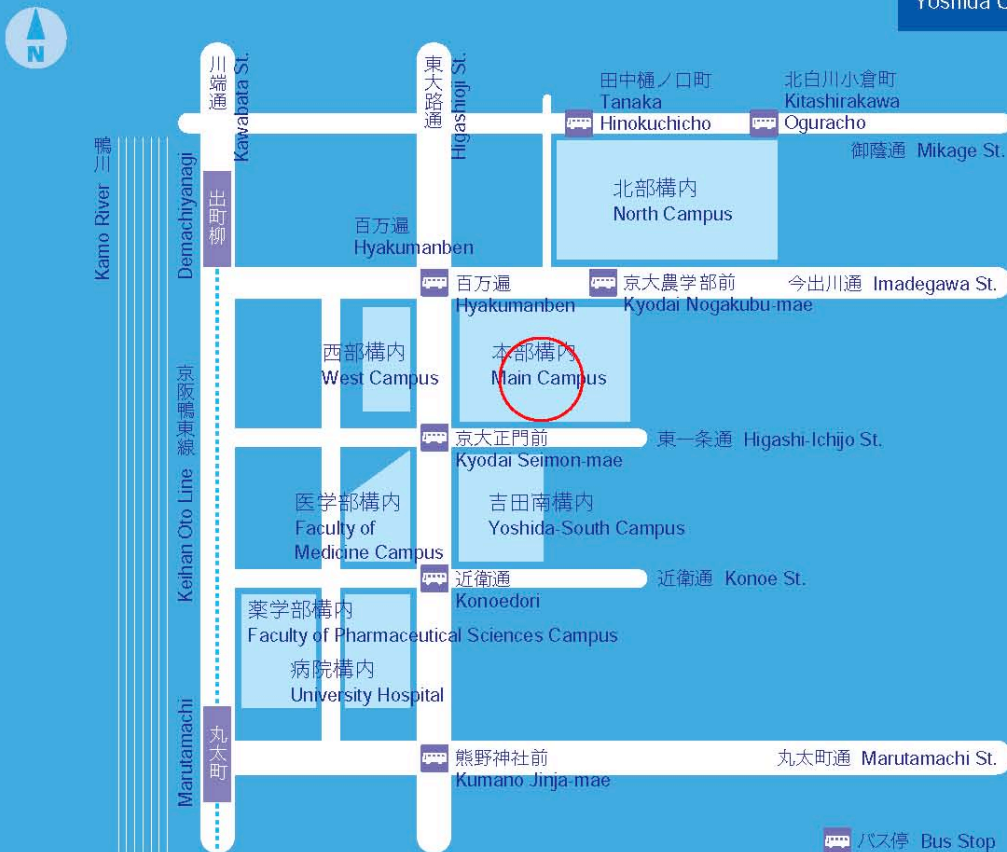 Yoshida C
N
川端通
Kawabata St.
東大路通
Higashioji St.
田中樋ノ口町
Tanaka
Hinokuchicho
北白川小倉町
Kitashirakawa
Oguracho
御蔭通 Mikage St.
鴨川
Kamo River
出町柳
Demachiyanagi
北部構内
North Campus
百万遍
Hyakumanben
百万遍
Hyakumanben
京大農学部前
Kyodai Nogakubu-mae
今出川通 Imadegawa St.
西部構内
West Campus
本部構内
Main Campus
京阪鴨東線
Keihan Oto Line
京大正門前
Kyodai Seimon-mae
東一条通 Higashi-Ichijo St.
医学部構内
Faculty of
Medicine Campus
吉田南構内
Yoshida-South Campus
近衛通
Konoedori
近衛通 Konoe St.
薬学部構内
Faculty of Pharmaceutical Sciences Campus
病院構内
University Hospital
丸太町
Marutamachi
熊野神社前
Kumano Jinja-mae
丸太町通 Marutamachi St.
バス停 Bus Stop